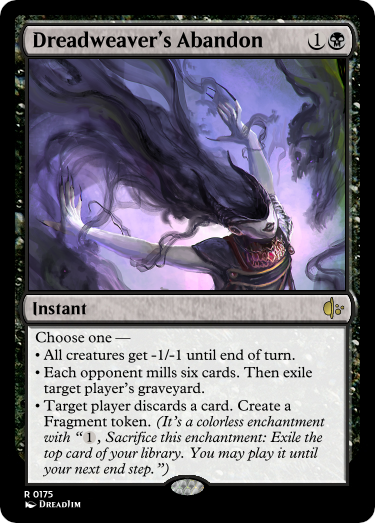 Dreadweaver's Abandon 1
Instant
Choose one —
• All creatures get -1/-1 until end of turn.
• Each opponent mills six cards. Then exile
target player's graveyard.
• Target player discards a card. Create a
Fragment token. (It's a colorless enchantment
with “1, Sacrifice this enchantment: Exile the
top card of your library. You may play it until
your next end step.”)
R 0175
DreadJim